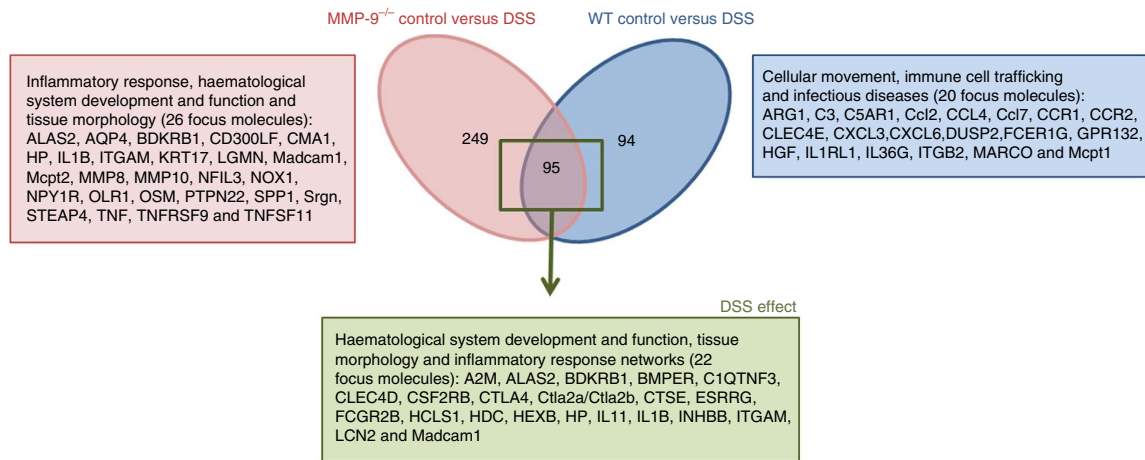 MMP-9⁻/⁻ control versus DSS
WT control versus DSS
Inflammatory response, haematological
system development and function and
tissue morphology (26 focus molecules):
ALAS2, AQP4, BDKRB1, CD300LF, CMA1,
HP, IL1B, ITGAM, KRT17, LGMN, Madcam1,
Mcpt2, MMP8, MMP10, NFIL3, NOX1,
NPY1R, OLR1, OSM, PTPN22, SPP1, Srgn,
STEAP4, TNF, TNFRSF9 and TNFSF11
249
95
94
Cellular movement, immune cell trafficking
and infectious diseases (20 focus molecules):
ARG1, C3, C5AR1, Ccl2, CCL4, Ccl7, CCR1, CCR2,
CLEC4E, CXCL3,CXCL6,DUSP2,FCER1G, GPR132,
HGF, IL1RL1, IL36G, ITGB2, MARCO and Mcpt1
DSS effect
Haematological system development and function, tissue
morphology and inflammatory response networks (22
focus molecules): A2M, ALAS2, BDKRB1, BMPER, C1QTNF3,
CLEC4D, CSF2RB, CTLA4, Ctla2a/Ctla2b, CTSE, ESRRG,
FCGR2B, HCLS1, HDC, HEXB, HP, IL11, IL1B, INHBB, ITGAM,
LCN2 and Madcam1